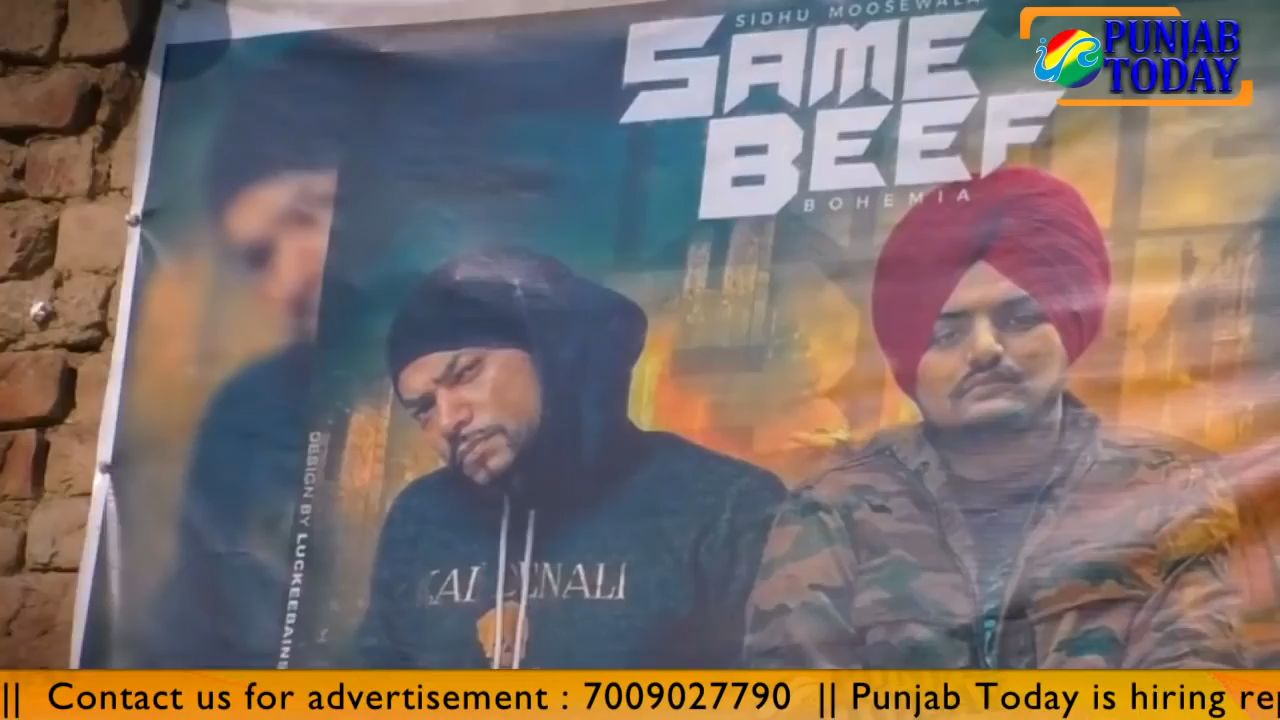 SIDHU MOOSEWALA
SAME
BEEF
BOHEMIA
PUNJAB
TODAY
DESIGN BY LUCKEEBAINS
|| Contact us for advertisement : 7009027790 || Punjab Today is hiring